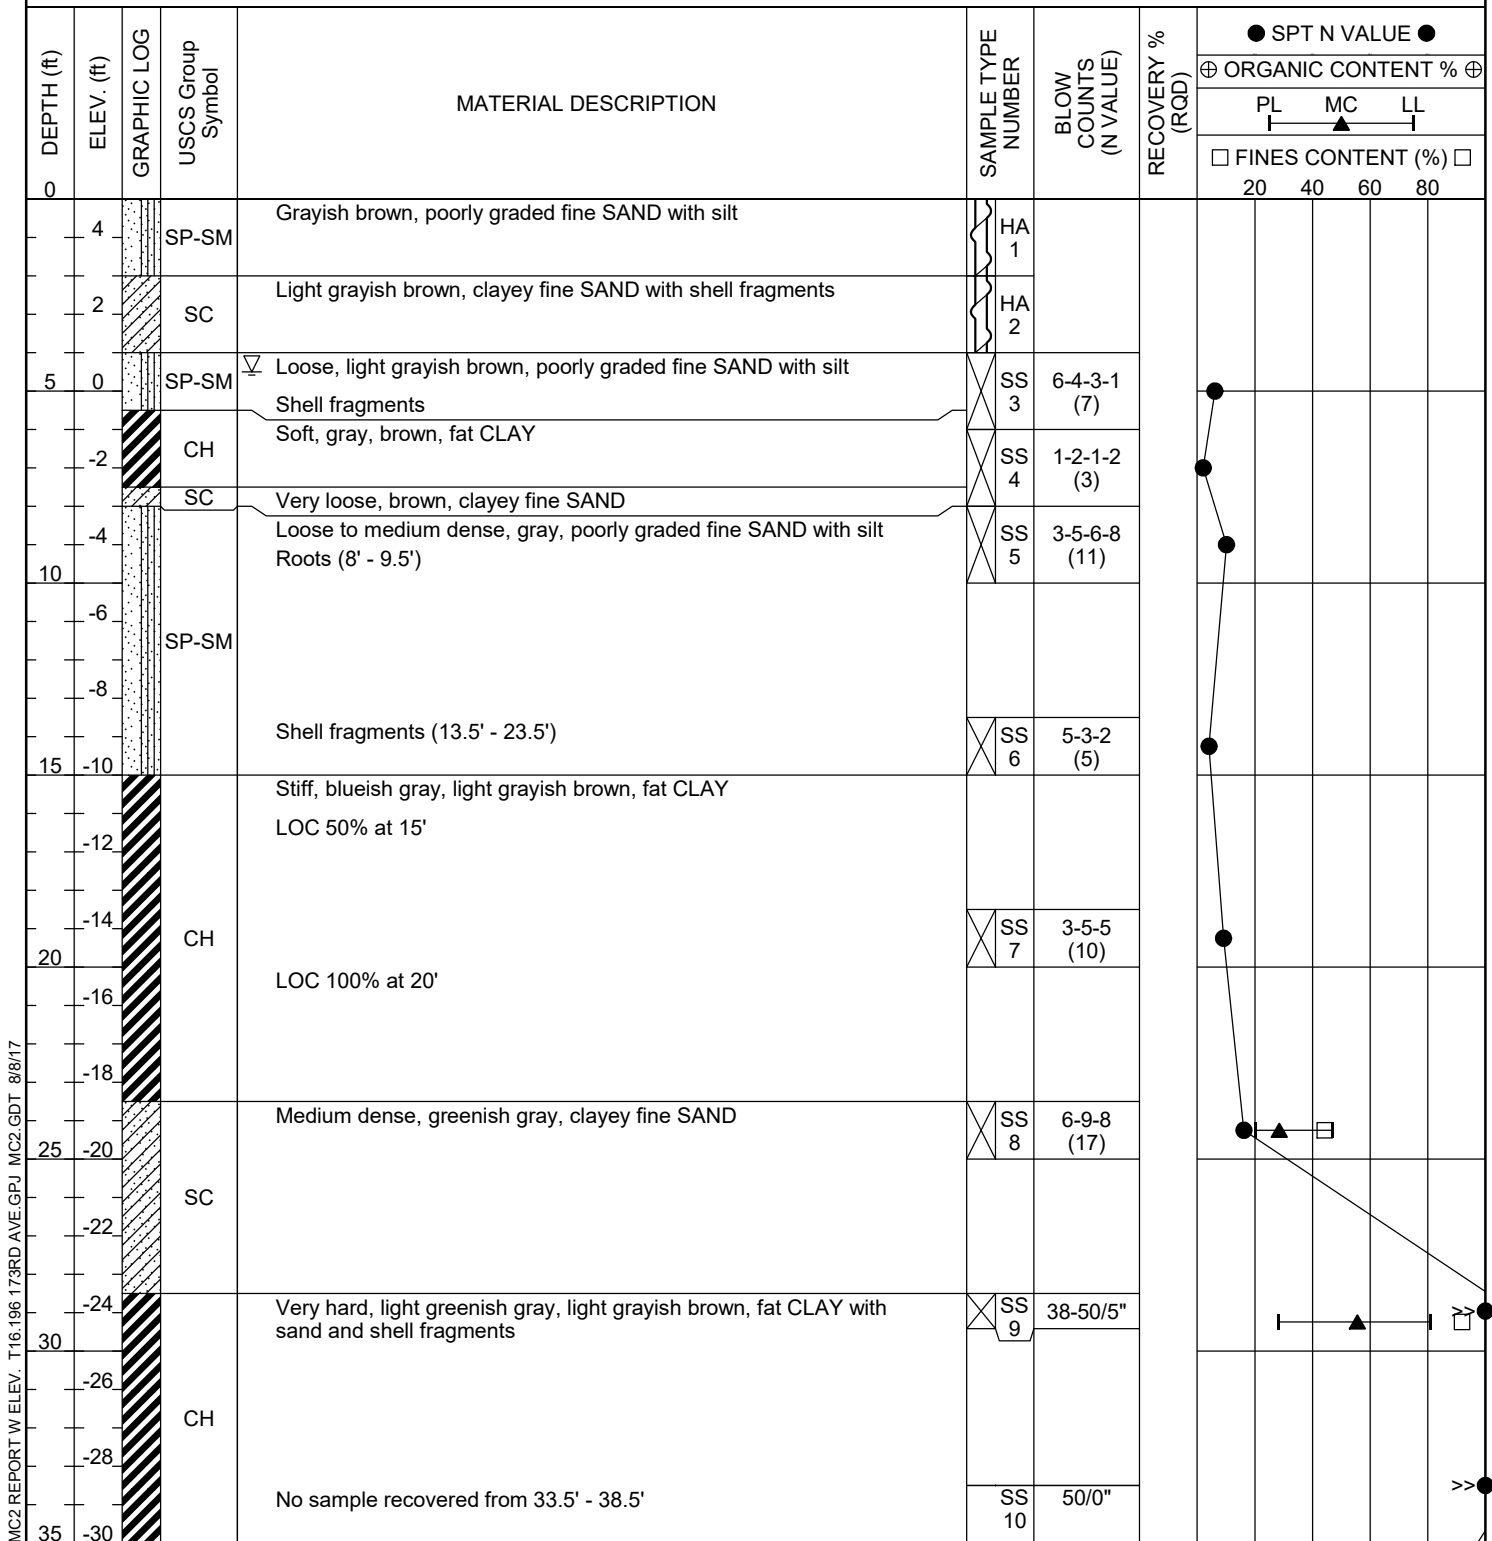 DEPTH (ft)
ELEV. (ft)
GRAPHIC LOG
USCS Group
Symbol
MATERIAL DESCRIPTION
SAMPLE TYPE
NUMBER
BLOW
COUNTS
(N VALUE)
RECOVERY %
(RQD)
● SPT N VALUE ●
⊕ ORGANIC CONTENT % ⊕
PL MC LL
□ FINES CONTENT (%) □
20 40 60 80
0
Grayish brown, poorly graded fine SAND with silt
4
SP-SM
HA
1
Light grayish brown, clayey fine SAND with shell fragments
2
SC
HA
2
Loose, light grayish brown, poorly graded fine SAND with silt
5 0
SP-SM
SS
3
6-4-3-1
(7)
Shell fragments
Soft, gray, brown, fat CLAY
CH
-2
SS
4
1-2-1-2
(3)
SC
Very loose, brown, clayey fine SAND
Loose to medium dense, gray, poorly graded fine SAND with silt
-4
SS
5
3-5-6-8
(11)
Roots (8' - 9.5')
10
-6
SP-SM
-8
Shell fragments (13.5' - 23.5')
SS
6
5-3-2
(5)
15 -10
Stiff, blueish gray, light grayish brown, fat CLAY
LOC 50% at 15'
-12
-14
CH
SS
7
3-5-5
(10)
20
LOC 100% at 20'
-16
-18
Medium dense, greenish gray, clayey fine SAND
SS
8
6-9-8
(17)
25 -20
SC
-22
-24
Very hard, light greenish gray, light grayish brown, fat CLAY with
sand and shell fragments
SS
9
38-50/5"
>>
30
-26
CH
-28
>>
No sample recovered from 33.5' - 38.5'
SS
10
50/0"
35 -30
MC2 REPORT W ELEV. T16.196 173RD AVE.GPJ MC2.GDT 8/8/17